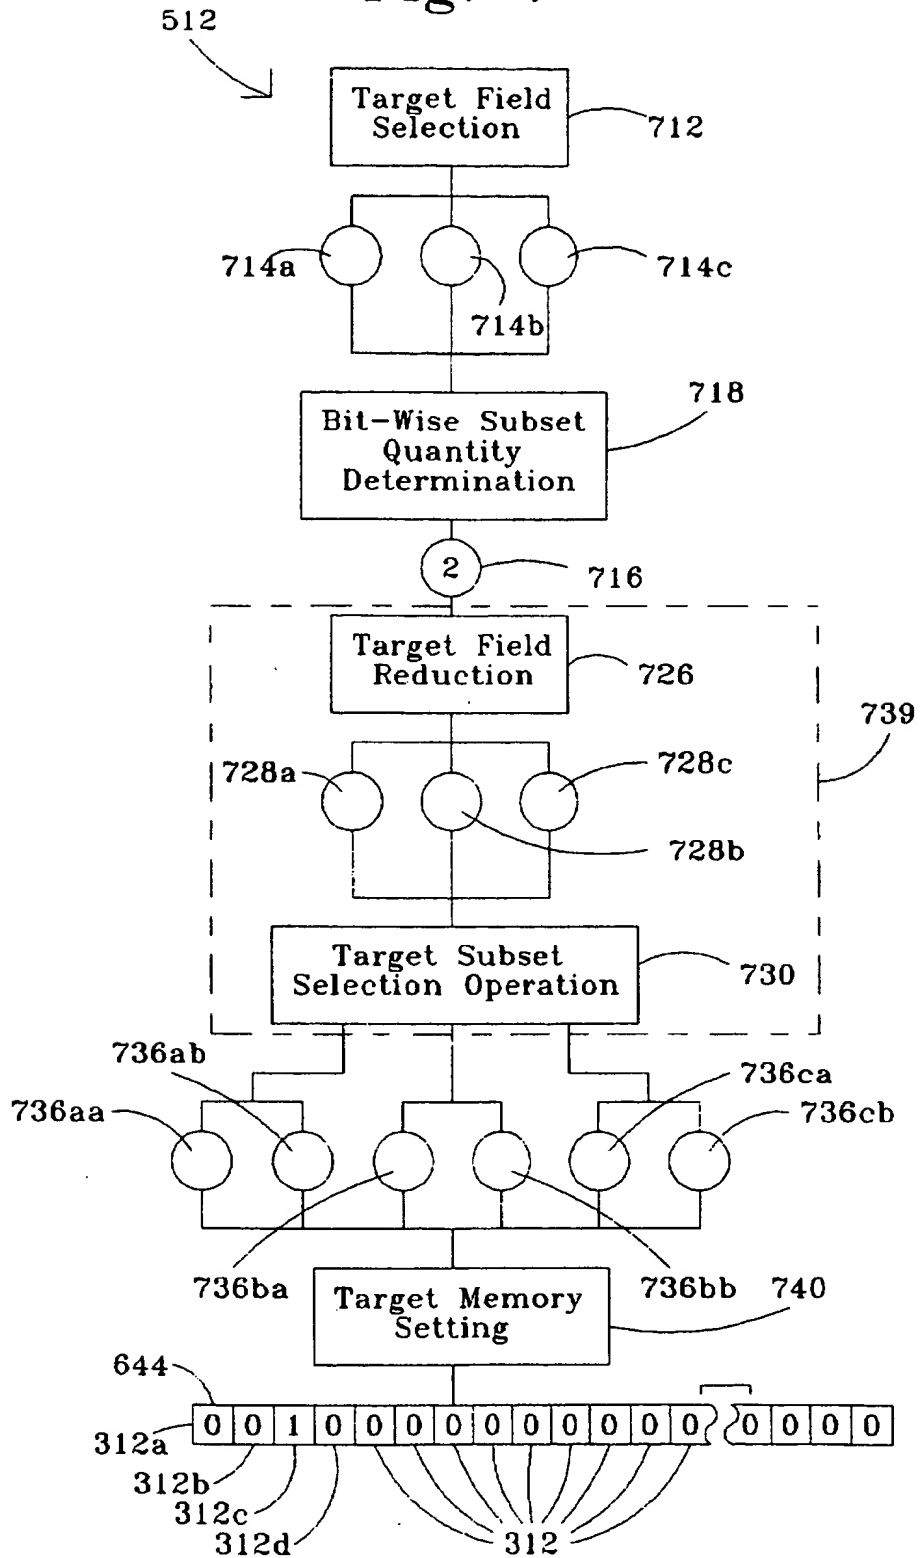 512
Target Field
Selection
712
714a
714c
714b
718
Bit-Wise Subset
Quantity
Determination
2
716
Target Field
Reduction
726
739
728a
728c
728b
Target Subset
Selection Operation
730
736ab
736ca
736aa
736cb
736ba
736bb
740
Target Memory
Setting
644
0 0 1 0 0 0 0 0 0 0 0 0 0 0 0 0 0
312a
312b
312c
312d
312